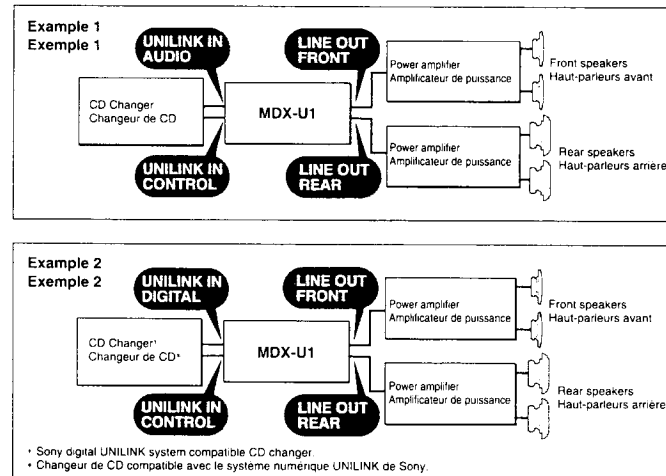 Example 1
Exemple 1
UNILINK IN
AUDIO
LINE OUT
FRONT
CD Changer
Changeur de CD
MDX-U1
Power amplifier
Amplificateur de puissance
Front speakers
Haut-parleurs avant
UNILINK IN
CONTROL
LINE OUT
REAR
Power amplifier
Amplificateur de puissance
Rear speakers
Haut-parleurs arrière
Example 2
Exemple 2
UNILINK IN
DIGITAL
LINE OUT
FRONT
CD Changer*
Changeur de CD*
MDX-U1
Power amplifier
Amplificateur de puissance
Front speakers
Haut-parleurs avant
UNILINK IN
CONTROL
LINE OUT
REAR
Power amplifier
Amplificateur de puissance
Rear speakers
Haut-parleurs arrière
* Sony digital UNILINK system compatible CD changer.
* Changeur de CD compatible avec le système numérique UNILINK de Sony.